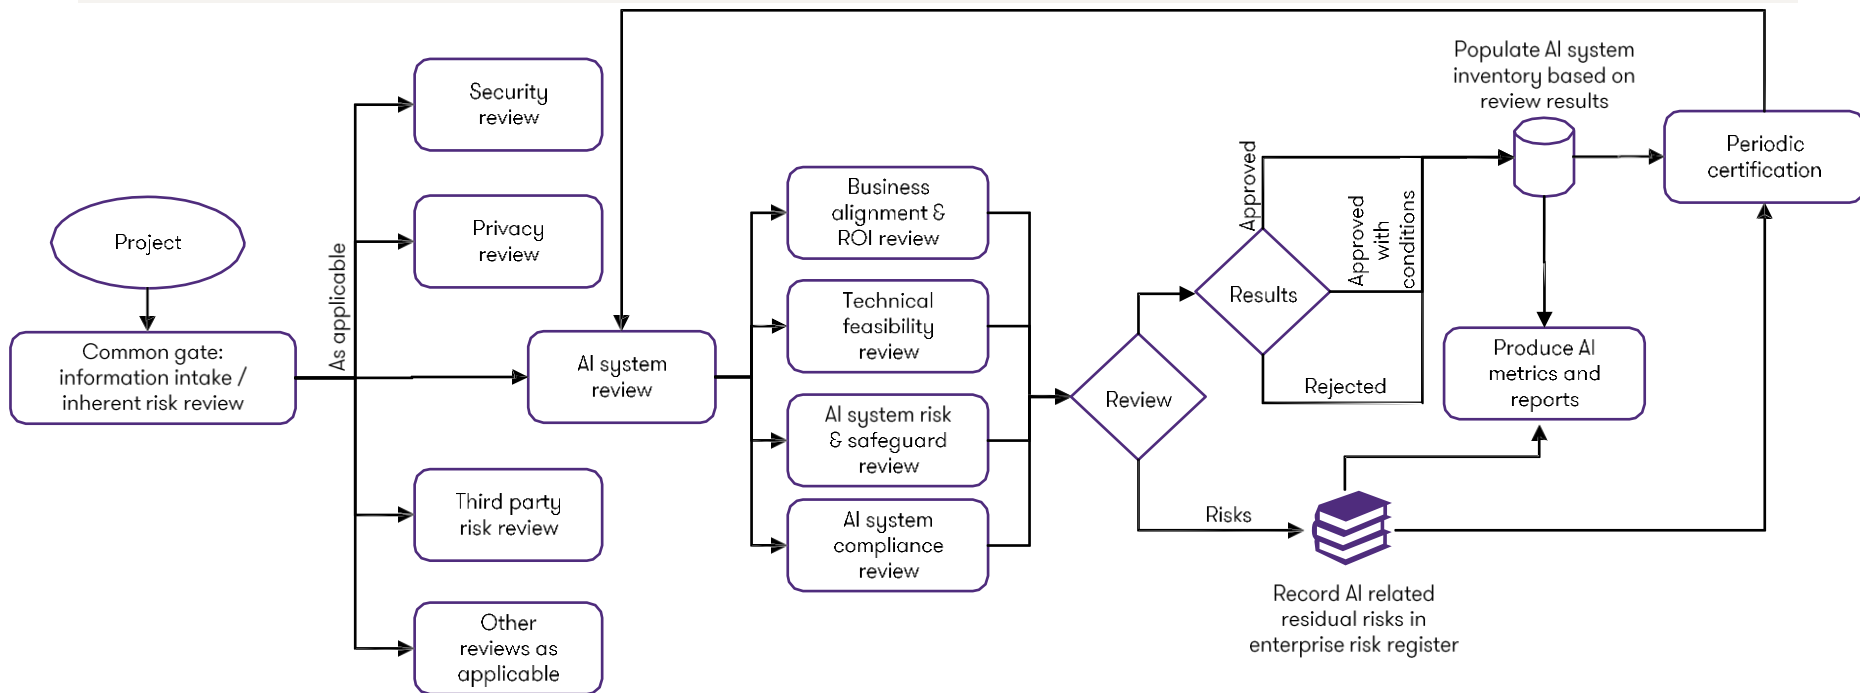 Project
Common gate:
information intake /
inherent risk review
As applicable
Security
review
Privacy
review
AI system
review
Third party
risk review
Other
reviews as
applicable
Business
alignment &
ROI review
Technical
feasibility
review
AI system risk
& safeguard
review
AI system
compliance
review
Review
Results
Approved
Approved
with
conditions
Rejected
Risks
Populate AI system
inventory based on
review results
Periodic
certification
Produce AI
metrics and
reports
Record AI related
residual risks in
enterprise risk register